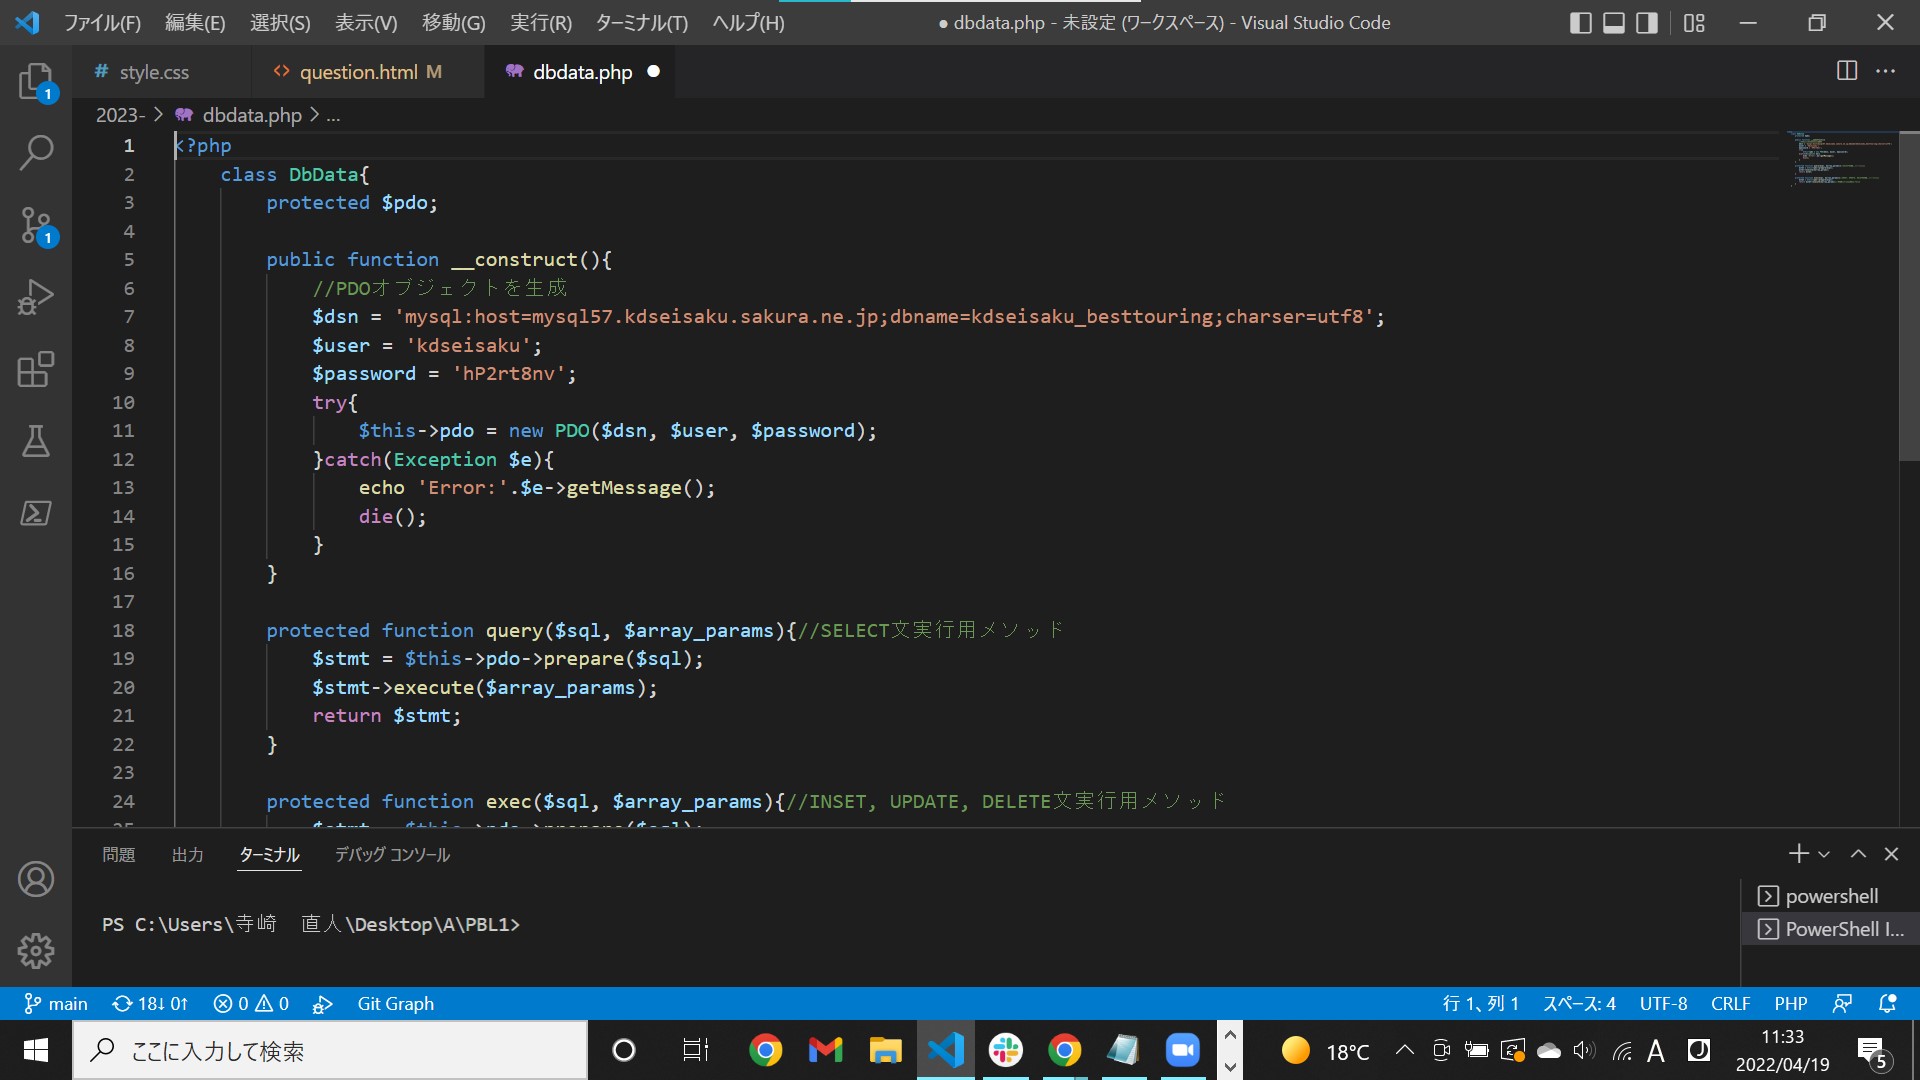 ファイル(F) 編集(E) 選択(S) 表示(V) 移動(G) 実行(R) ターミナル(T) ヘルプ(H) ● dbdata.php - 未設定 (ワークスペース) - Visual Studio Code
# style.css <> question.html M dbdata.php ●
2023- > dbdata.php > ...
1 <?php
2 class DbData{
3 protected $pdo;
4
5 public function __construct(){
6 //PDOオブジェクトを生成
7 $dsn = 'mysql:host=mysql57.kdseisaku.sakura.ne.jp;dbname=kdseisaku_besttouring;charser=utf8';
8 $user = 'kdseisaku';
9 $password = 'hP2rt8nv';
10 try{
11 $this->pdo = new PDO($dsn, $user, $password);
12 }catch(Exception $e){
13 echo 'Error:'.$e->getMessage();
14 die();
15 }
16 }
17
18 protected function query($sql, $array_params){//SELECT文実行用メソッド
19 $stmt = $this->pdo->prepare($sql);
20 $stmt->execute($array_params);
21 return $stmt;
22 }
23
24 protected function exec($sql, $array_params){//INSET, UPDATE, DELETE文実行用メソッド
25 $stmt = $this->pdo->prepare($sql);
問題 出力 ターミナル デバッグ コンソール
PS C:\Users\寺崎　直人\Desktop\A\PBL1>
powershell
PowerShell I...
main 18↓ 0↑ 0 0 Git Graph 行 1、列 1 スペース: 4 UTF-8 CRLF PHP
ここに入力して検索 18°C A 11:33
2022/04/19 5
1
1